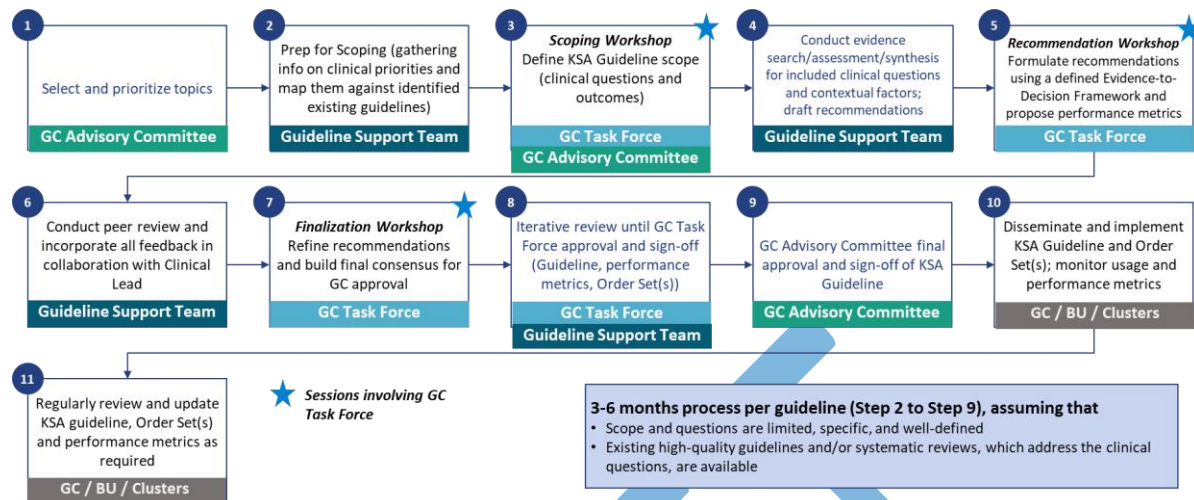 1
Select and prioritize topics
GC Advisory Committee
2
Prep for Scoping (gathering
info on clinical priorities and
map them against identified
existing guidelines)
Guideline Support Team
3
Scoping Workshop
Define KSA Guideline scope
(clinical questions and
outcomes)
GC Task Force
GC Advisory Committee
4
Conduct evidence
search/assessment/synthesis
for included clinical questions
and contextual factors;
draft recommendations
Guideline Support Team
5
Recommendation Workshop
Formulate recommendations
using a defined Evidence-to-
Decision Framework and
propose performance metrics
GC Task Force
6
Conduct peer review and
incorporate all feedback in
collaboration with Clinical
Lead
Guideline Support Team
7
Finalization Workshop
Refine recommendations
and build final consensus for
GC approval
GC Task Force
8
Iterative review until GC Task
Force approval and sign-off
(Guideline, performance
metrics, Order Set(s))
GC Task Force
Guideline Support Team
9
GC Advisory Committee final
approval and sign-off of KSA
Guideline
GC Advisory Committee
10
Disseminate and implement
KSA Guideline and Order
Set(s); monitor usage and
performance metrics
GC / BU / Clusters
11
Regularly review and update
KSA guideline, Order Set(s)
and performance metrics as
required
GC / BU / Clusters
Sessions involving GC
Task Force
3-6 months process per guideline (Step 2 to Step 9), assuming that
• Scope and questions are limited, specific, and well-defined
• Existing high-quality guidelines and/or systematic reviews, which address the clinical
questions, are available